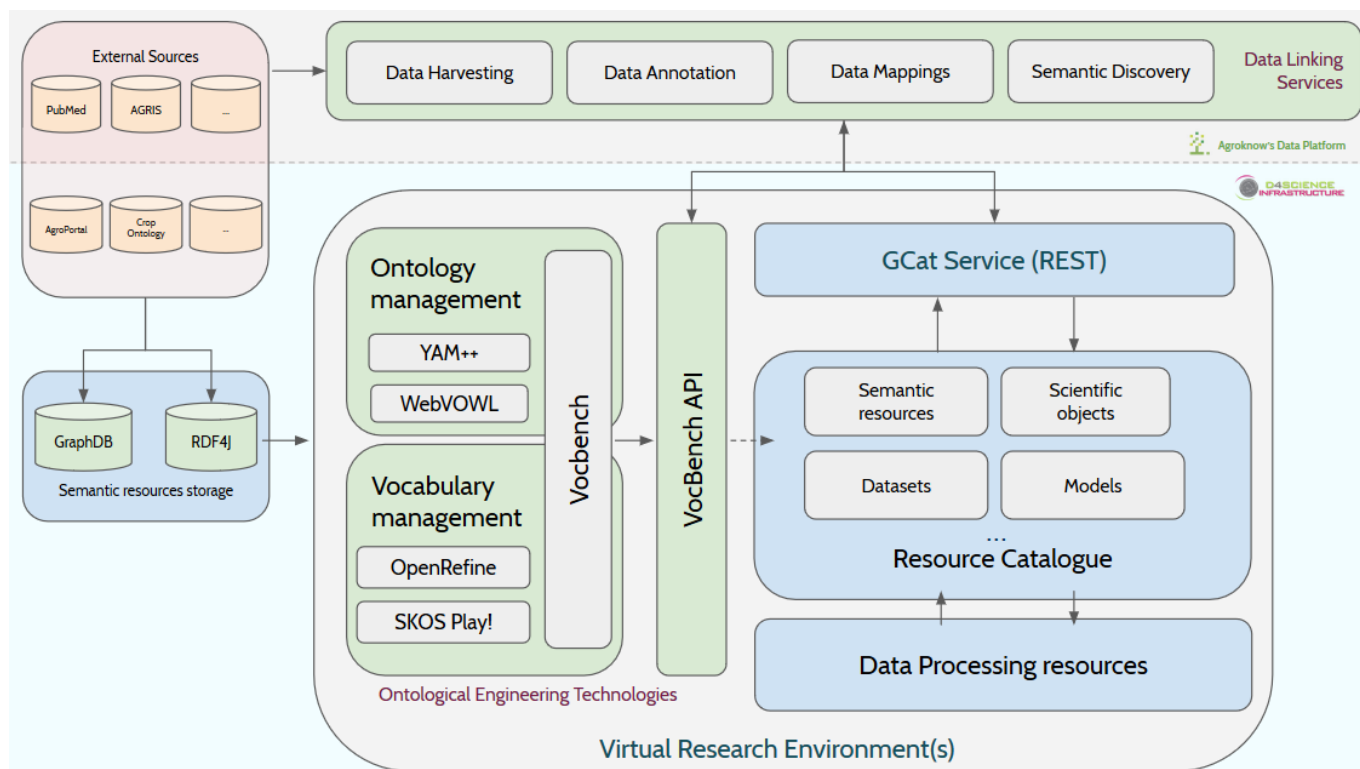 External Sources
PubMed
AGRIS
...
AgroPortal
Crop
Ontology
...
Data Harvesting
Data Annotation
Data Mappings
Semantic Discovery
Data Linking
Services
Agroknow's Data Platform
D4SCIENCE
INFRASTRUCTURE
GraphDB
RDF4J
Semantic resources storage
Ontology
management
YAM++
WebVOWL
Vocabulary
management
OpenRefine
SKOS Play!
Vocbench
Ontological Engineering Technologies
VocBench API
GCat Service (REST)
Semantic
resources
Scientific
objects
Datasets
Models
...
Resource Catalogue
Data Processing resources
Virtual Research Environment(s)